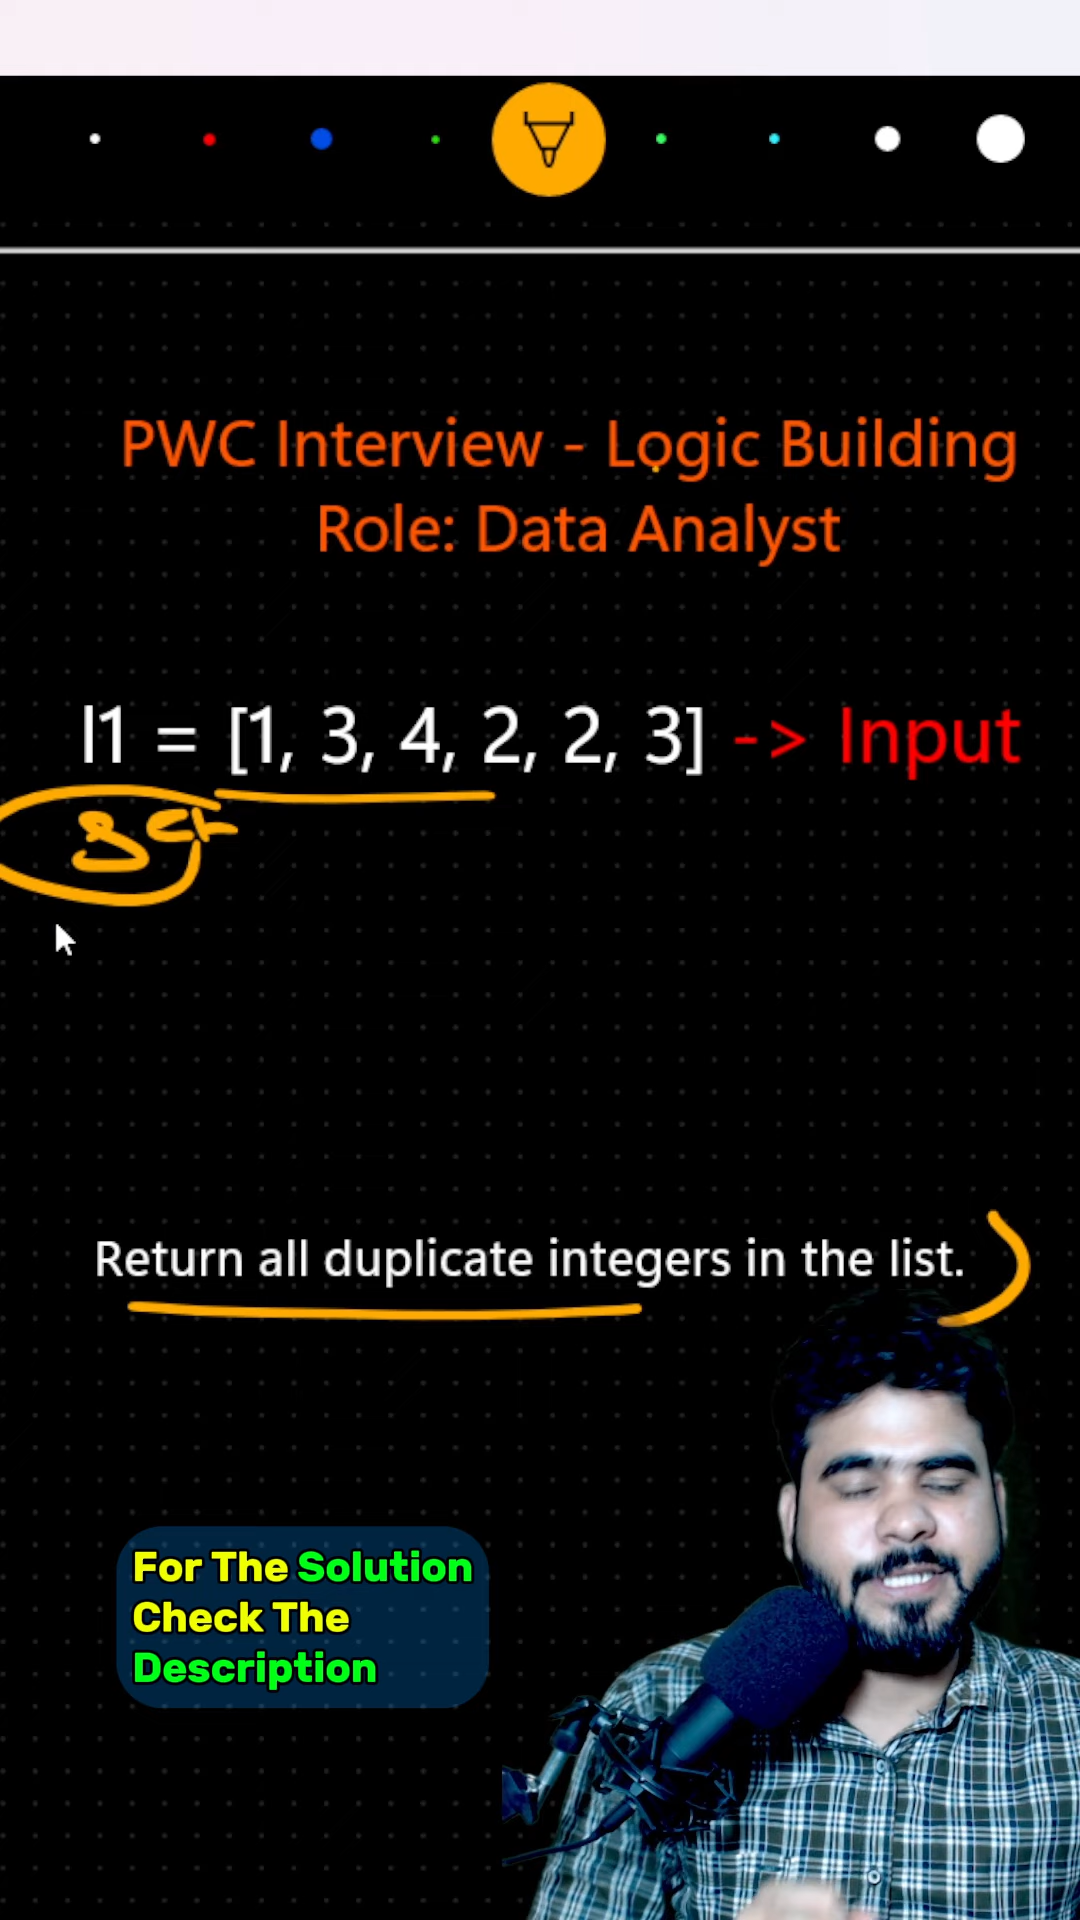 PWC Interview - Logic Building
Role: Data Analyst
l1 = [1, 3, 4, 2, 2, 3] -> Input
Return all duplicate integers in the list.
For The Solution
Check The
Description